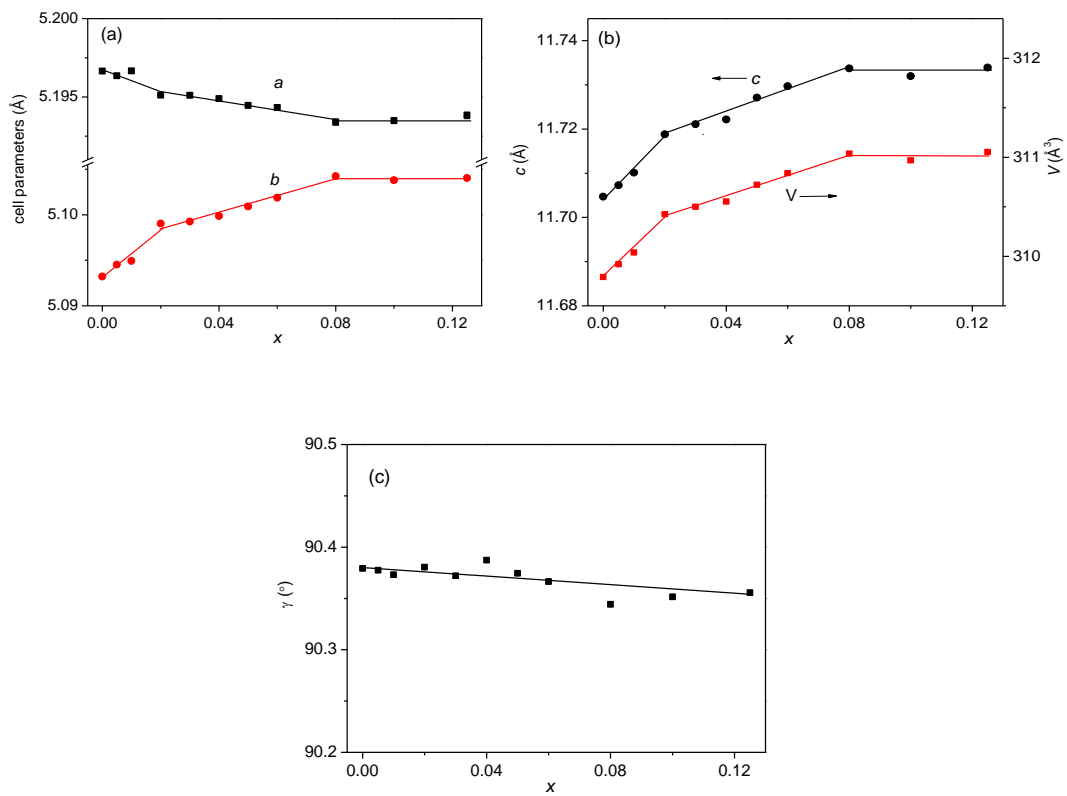 (a)
5.200
5.195
5.10
5.09
cell parameters (Å)
a
b
0.00 0.04 0.08 0.12
x
(b)
11.74
11.72
11.70
11.68
c (Å)
c
V
312
311
310
V (Å³)
0.00 0.04 0.08 0.12
x
(c)
90.5
90.4
90.3
90.2
γ (°)
0.00 0.04 0.08 0.12
x